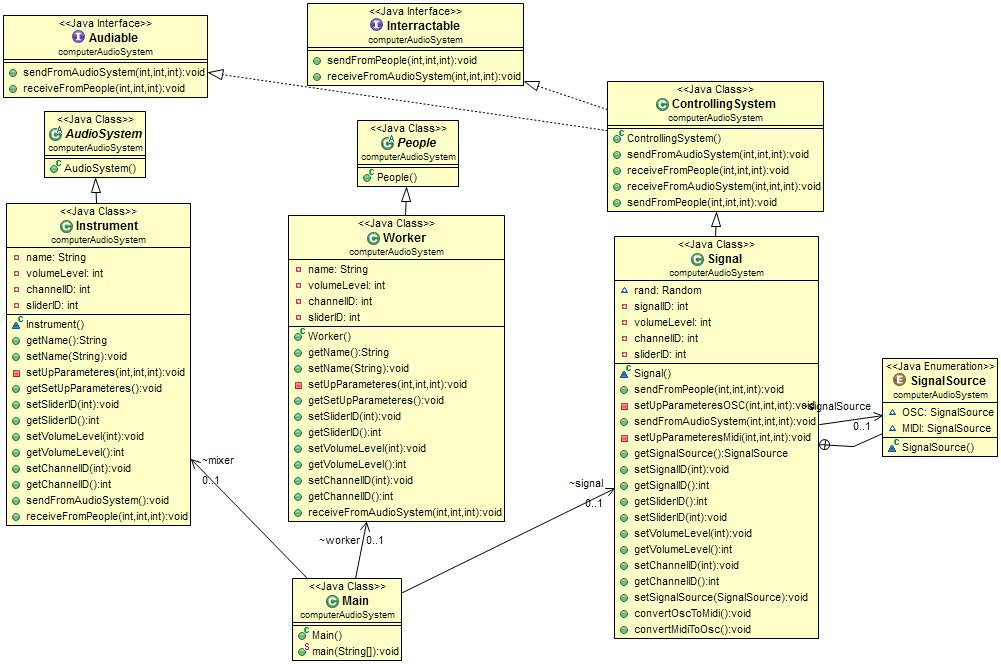 <<Java Interface>>
Audiable
computerAudioSystem
sendFromAudioSystem(int,int,int):void
receiveFromPeople(int,int,int):void
<<Java Interface>>
Interractable
computerAudioSystem
sendFromPeople(int,int,int):void
receiveFromAudioSystem(int,int,int):void
<<Java Class>>
ControllingSystem
computerAudioSystem
ControllingSystem()
sendFromAudioSystem(int,int,int):void
receiveFromPeople(int,int,int):void
receiveFromAudioSystem(int,int,int):void
sendFromPeople(int,int,int):void
<<Java Class>>
AudioSystem
computerAudioSystem
AudioSystem()
<<Java Class>>
People
computerAudioSystem
People()
<<Java Class>>
Instrument
computerAudioSystem
name: String
volumeLevel: int
channelID: int
sliderID: int
Instrument()
getName():String
setName(String):void
setUpParameteres(int,int,int):void
getSetUpParameteres():void
setSliderID(int):void
getSliderID():int
setVolumeLevel(int):void
getVolumeLevel():int
setChannelID(int):void
getChannelID():int
sendFromAudioSystem():void
receiveFromPeople(int,int,int):void
<<Java Class>>
Worker
computerAudioSystem
name: String
volumeLevel: int
channelID: int
sliderID: int
Worker()
getName():String
setName(String):void
setUpParameteres(int,int,int):void
getSetUpParameteres():void
setSliderID(int):void
getSliderID():int
setVolumeLevel(int):void
getVolumeLevel():int
setChannelID(int):void
getChannelID():int
receiveFromAudioSystem(int,int,int):void
<<Java Class>>
Signal
computerAudioSystem
rand: Random
signalID: int
volumeLevel: int
channelID: int
sliderID: int
Signal()
sendFromPeople(int,int,int):void
setUpParameteresOSC(int,int,int):void
sendFromAudioSystem(int,int,int):void
setUpParameteresMidi(int,int,int):void
getSignalSource():SignalSource
setSignalID(int):void
getSignalID():int
getSliderID():int
setSliderID(int):void
setVolumeLevel(int):void
getVolumeLevel():int
setChannelID(int):void
getChannelID():int
setSignalSource(SignalSource):void
convertOscToMidi():void
convertMidiToOsc():void
~signalSource
0..1
<<Java Enumeration>>
SignalSource
computerAudioSystem
OSC: SignalSource
MIDI: SignalSource
SignalSource()
~mixer
0..1
~worker 0..1
~signal
0..1
<<Java Class>>
Main
computerAudioSystem
Main()
main(String[]):void